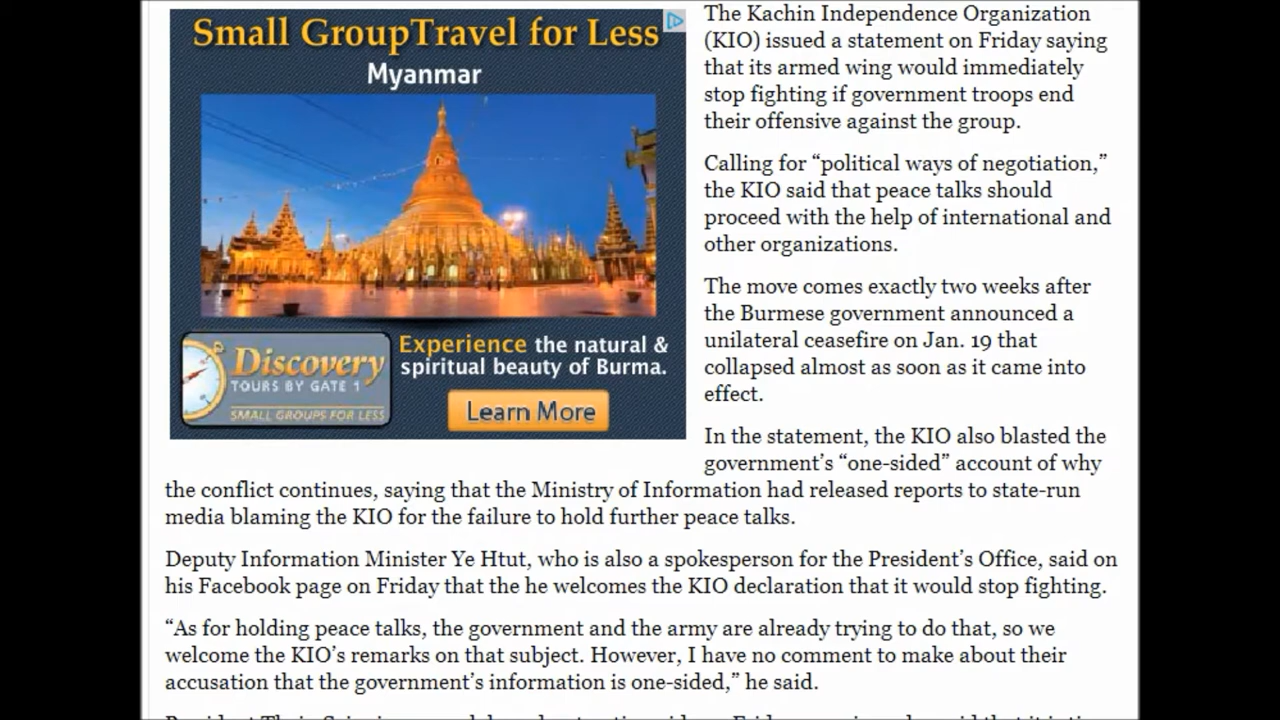 Small GroupTravel for Less
Myanmar
Discovery
TOURS BY GATE 1
SMALL GROUPS FOR LESS
Experience the natural &
spiritual beauty of Burma.
Learn More
The Kachin Independence Organization
(KIO) issued a statement on Friday saying
that its armed wing would immediately
stop fighting if government troops end
their offensive against the group.
Calling for “political ways of negotiation,”
the KIO said that peace talks should
proceed with the help of international and
other organizations.
The move comes exactly two weeks after
the Burmese government announced a
unilateral ceasefire on Jan. 19 that
collapsed almost as soon as it came into
effect.
In the statement, the KIO also blasted the
government’s “one-sided” account of why
the conflict continues, saying that the Ministry of Information had released reports to state-run
media blaming the KIO for the failure to hold further peace talks.
Deputy Information Minister Ye Htut, who is also a spokesperson for the President’s Office, said on
his Facebook page on Friday that the he welcomes the KIO declaration that it would stop fighting.
“As for holding peace talks, the government and the army are already trying to do that, so we
welcome the KIO’s remarks on that subject. However, I have no comment to make about their
accusation that the government’s information is one-sided,” he said.